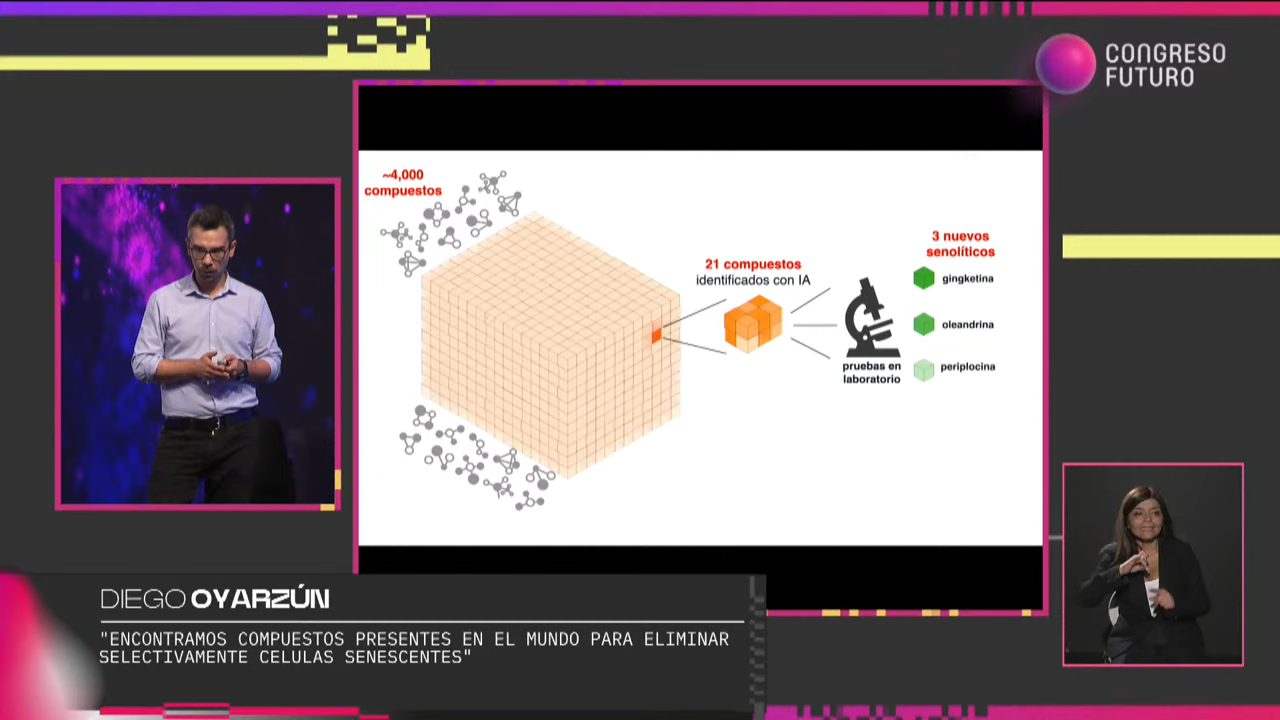 CONGRESO
FUTURO
~4,000
compuestos
21 compuestos
identificados con IA
pruebas en
laboratorio
3 nuevos
senolíticos
gingketina
oleandrina
periplocina
DIEGO OYARZÚN
"ENCONTRAMOS COMPUESTOS PRESENTES EN EL MUNDO PARA ELIMINAR
SELECTIVAMENTE CELULAS SENESCENTES"